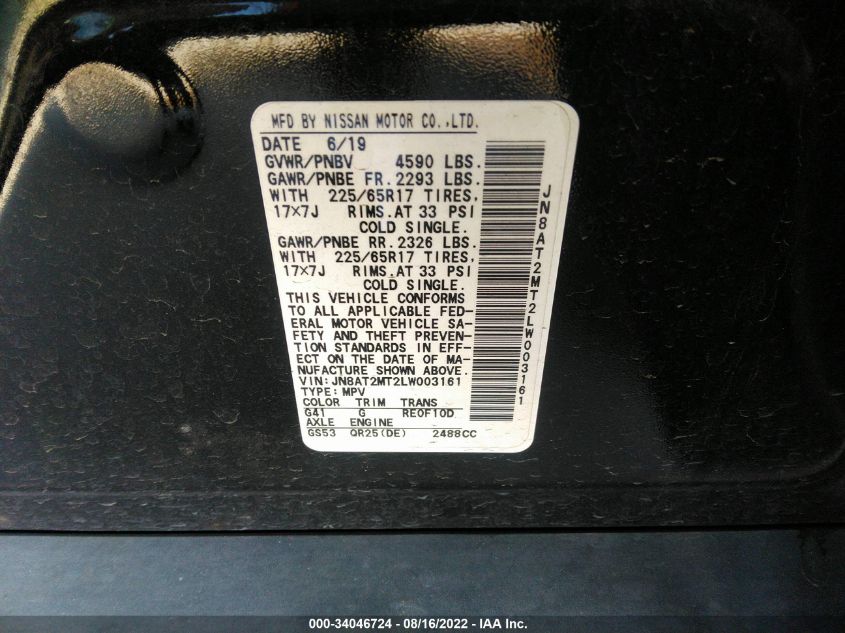 MFD BY NISSAN MOTOR CO.,LTD.
DATE 6/19
GVWR/PNBV 4590 LBS.
GAWR/PNBE FR. 2293 LBS.
WITH 225/65R17 TIRES,
17×7J RIMS.AT 33 PSI
COLD SINGLE.
GAWR/PNBE RR. 2326 LBS.
WITH 225/65R17 TIRES,
17×7J RIMS.AT 33 PSI
COLD SINGLE.
THIS VEHICLE CONFORMS
TO ALL APPLICABLE FED-
ERAL MOTOR VEHICLE SA-
FETY AND THEFT PREVEN-
TION STANDARDS IN EFF-
ECT ON THE DATE OF MA-
NUFACTURE SHOWN ABOVE.
VIN:JN8AT2MT2LW003161
TYPE:MPV
COLOR TRIM TRANS
G41 G RE0F10D
AXLE ENGINE
GS53 QR25(DE) 2488CC
JN8AT2MT2LW003161
000-34046724 - 08/16/2022 - IAA Inc.